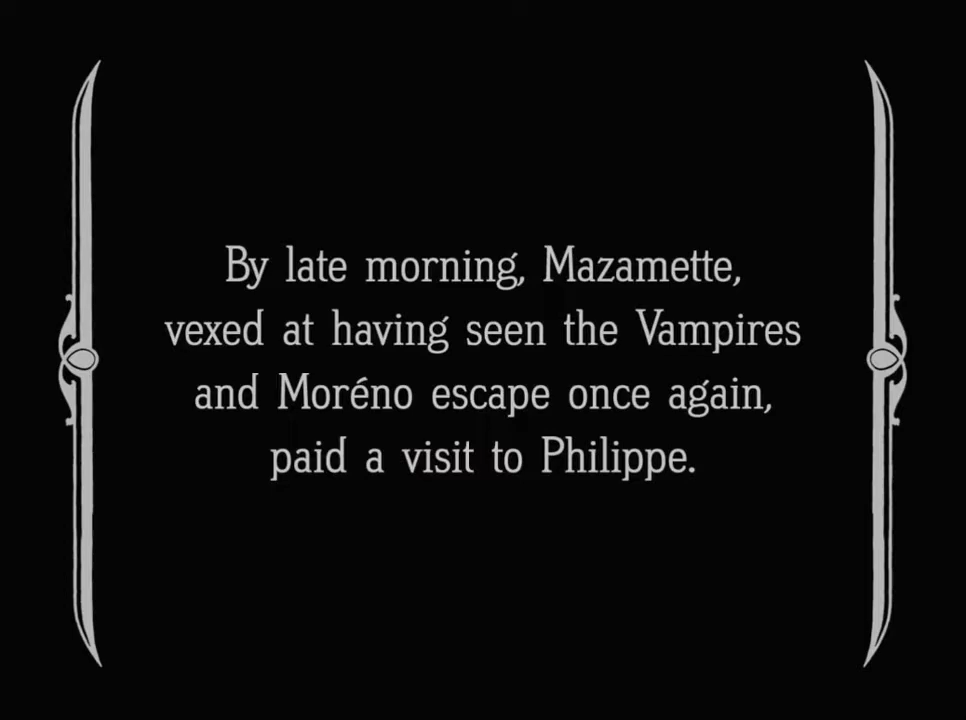 By late morning, Mazamette,
vexed at having seen the Vampires
and Moréno escape once again,
paid a visit to Philippe.